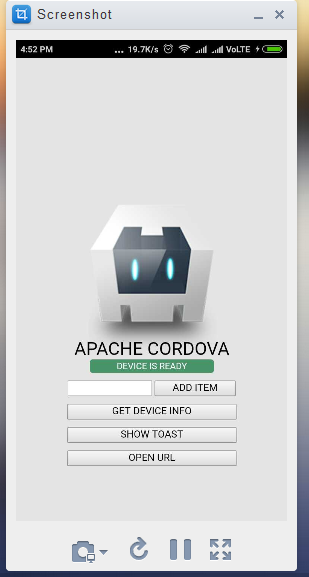 Screenshot
4:52 PM ... 19.7K/s VoLTE
APACHE CORDOVA
DEVICE IS READY
ADD ITEM
GET DEVICE INFO
SHOW TOAST
OPEN URL